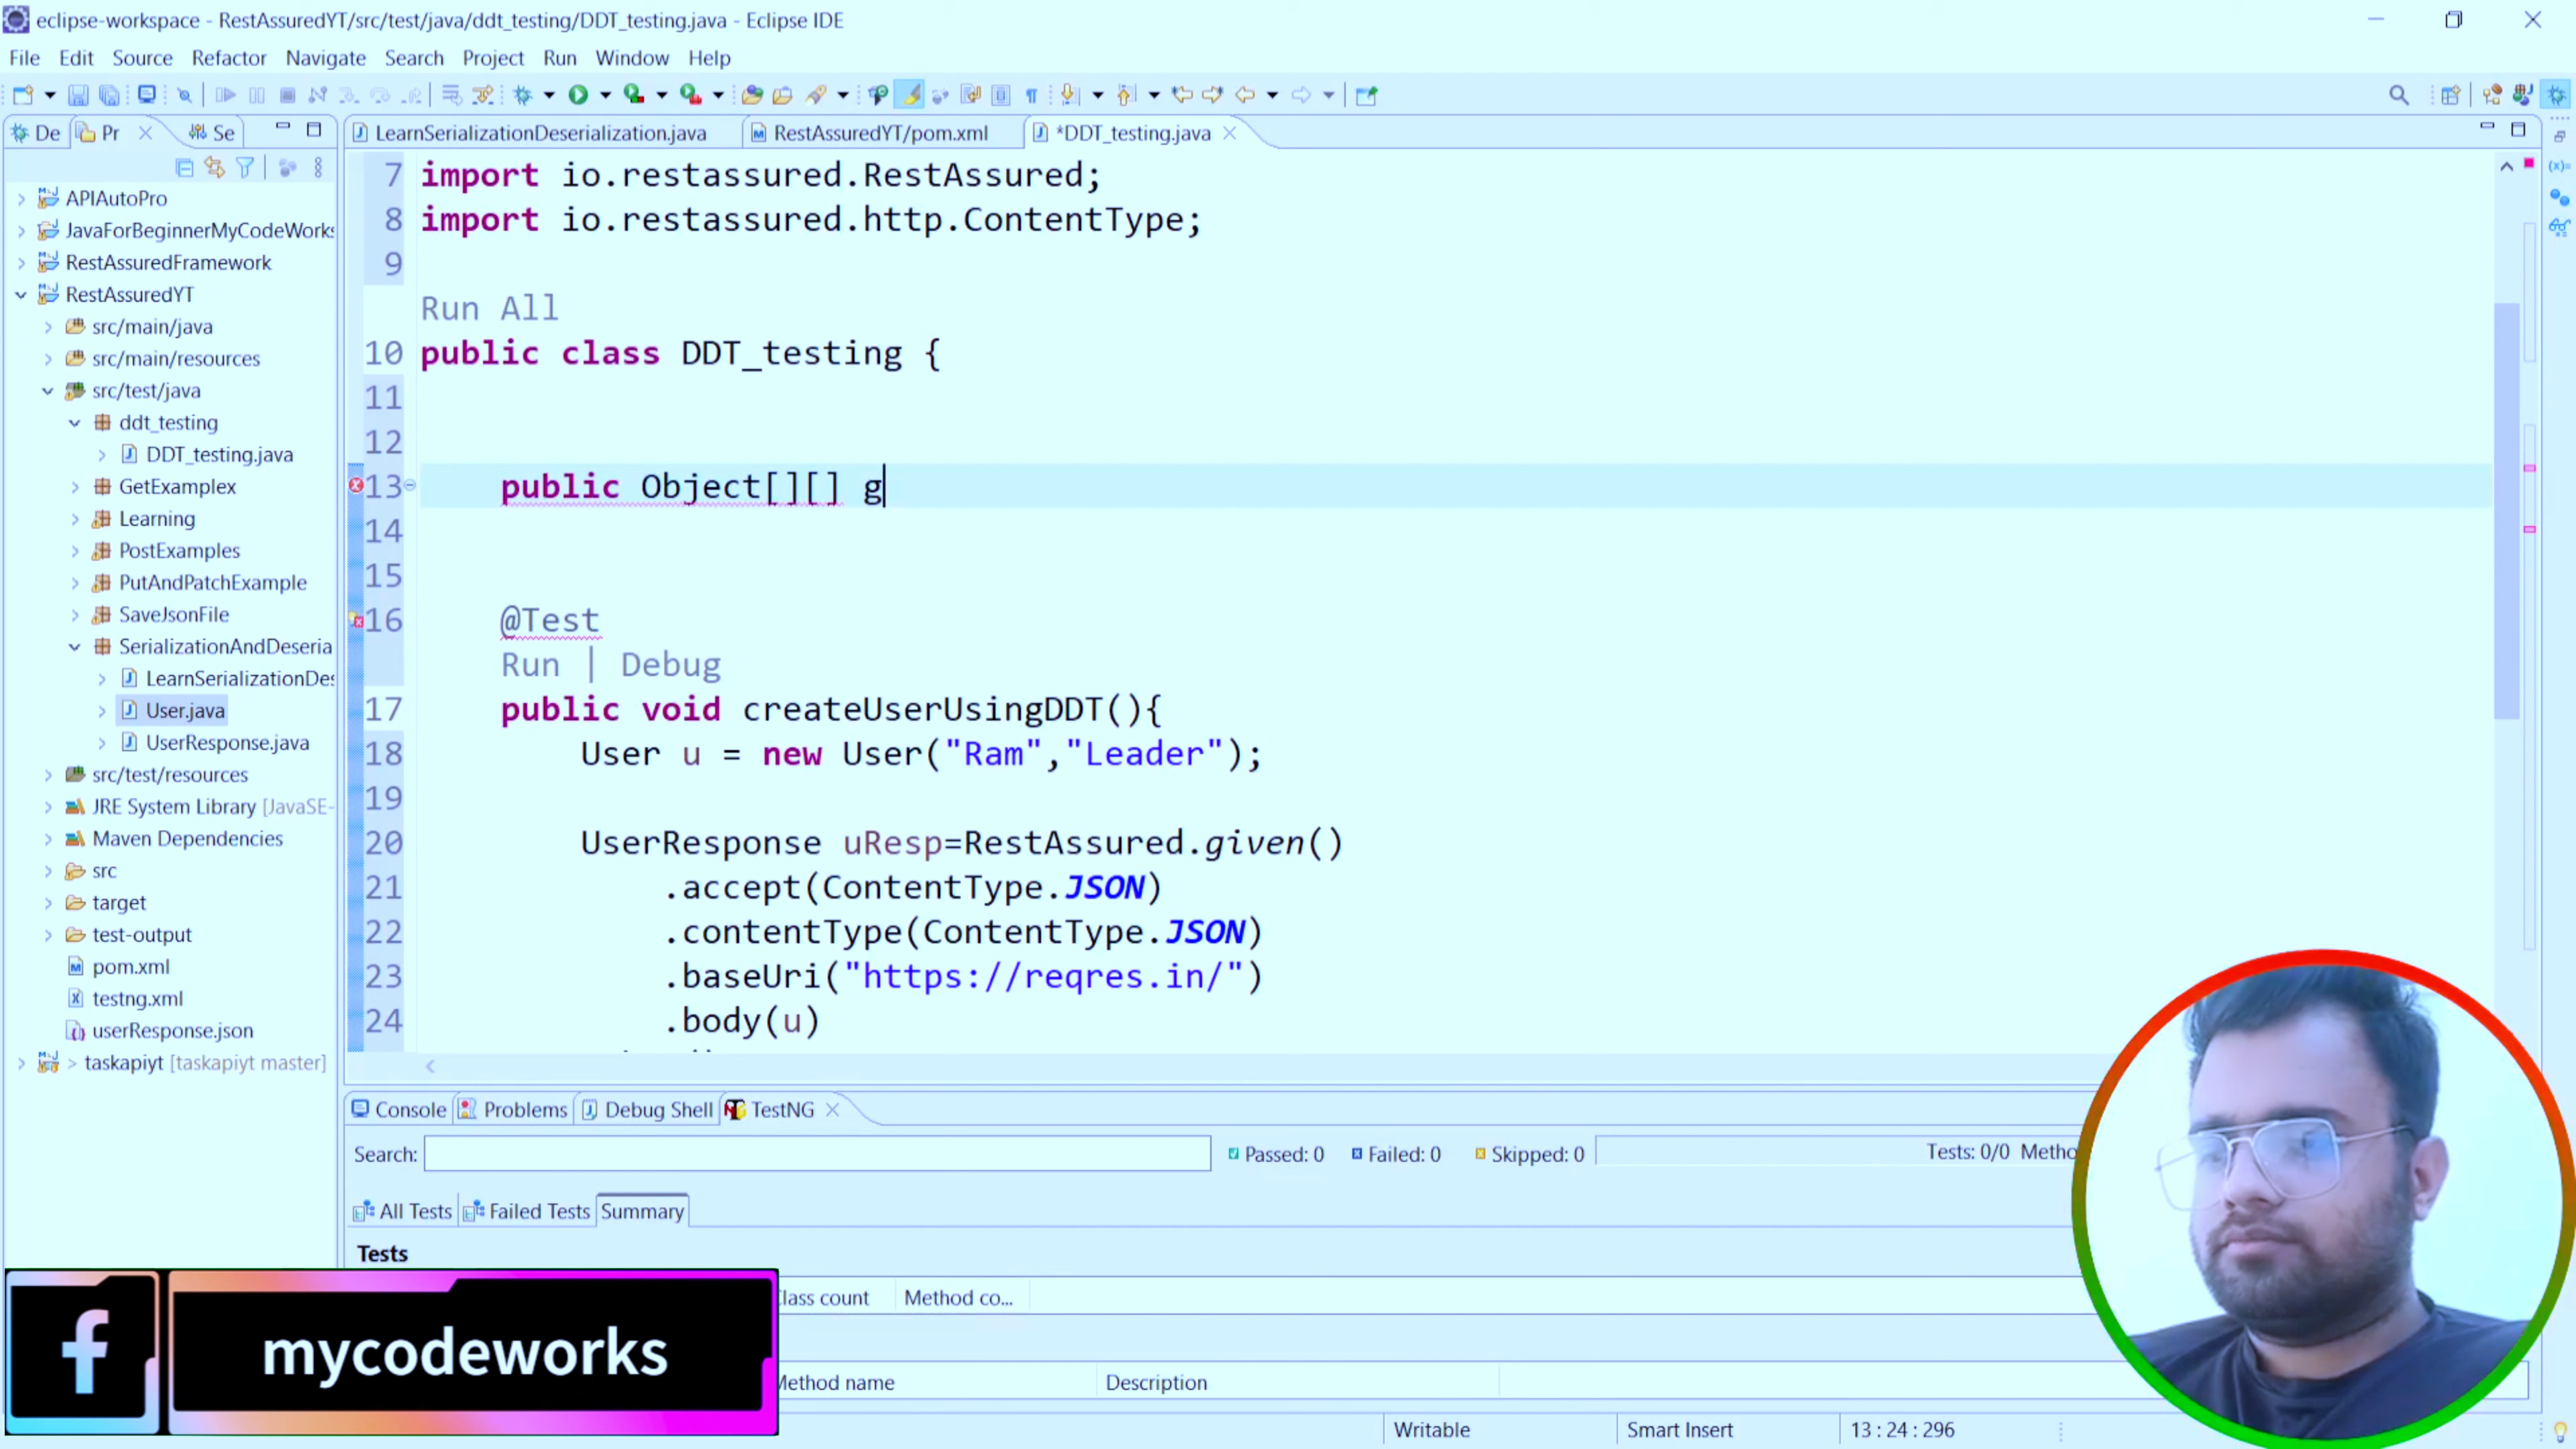 eclipse-workspace - RestAssuredYT/src/test/java/ddt_testing/DDT_testing.java - Eclipse IDE
File Edit Source Refactor Navigate Search Project Run Window Help
De Pr Se
LearnSerializationDeserialization.java RestAssuredYT/pom.xml *DDT_testing.java
APIAutoPro
JavaForBeginnerMyCodeWorks
RestAssuredFramework
RestAssuredYT
src/main/java
src/main/resources
src/test/java
ddt_testing
DDT_testing.java
GetExamplex
Learning
PostExamples
PutAndPatchExample
SaveJsonFile
SerializationAndDeseria
LearnSerializationDes
User.java
UserResponse.java
src/test/resources
JRE System Library [JavaSE-
Maven Dependencies
src
target
test-output
pom.xml
testng.xml
userResponse.json
> taskapiyt [taskapiyt master]
7 import io.restassured.RestAssured;
8 import io.restassured.http.ContentType;
9
Run All
10 public class DDT_testing {
11
12
13 public Object[][] g
14
15
16 @Test
Run | Debug
17 public void createUserUsingDDT(){
18 User u = new User("Ram","Leader");
19
20 UserResponse uResp=RestAssured.given()
21 .accept(ContentType.JSON)
22 .contentType(ContentType.JSON)
23 .baseUri("https://reqres.in/")
24 .body(u)
Console Problems Debug Shell TestNG
Search: Passed: 0 Failed: 0 Skipped: 0 Tests: 0/0
All Tests Failed Tests Summary
Tests
count Method co...
name Description
f mycodeworks
Writable Smart Insert 13 : 24 : 296